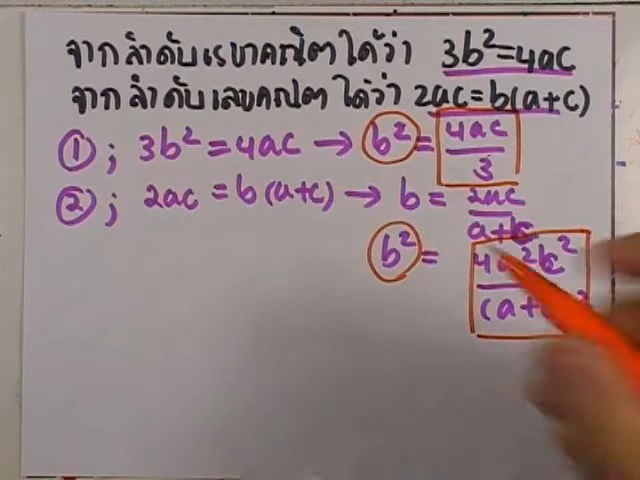 จากลำดับเรขาคณิตได้ว่า 3b²=4ac
จากลำดับเลขคณิตได้ว่า 2ac=b(a+c)
① ; 3b² = 4ac → b² = 4ac/3
② ; 2ac = b(a+c) → b = 2ac/a+c
b² =